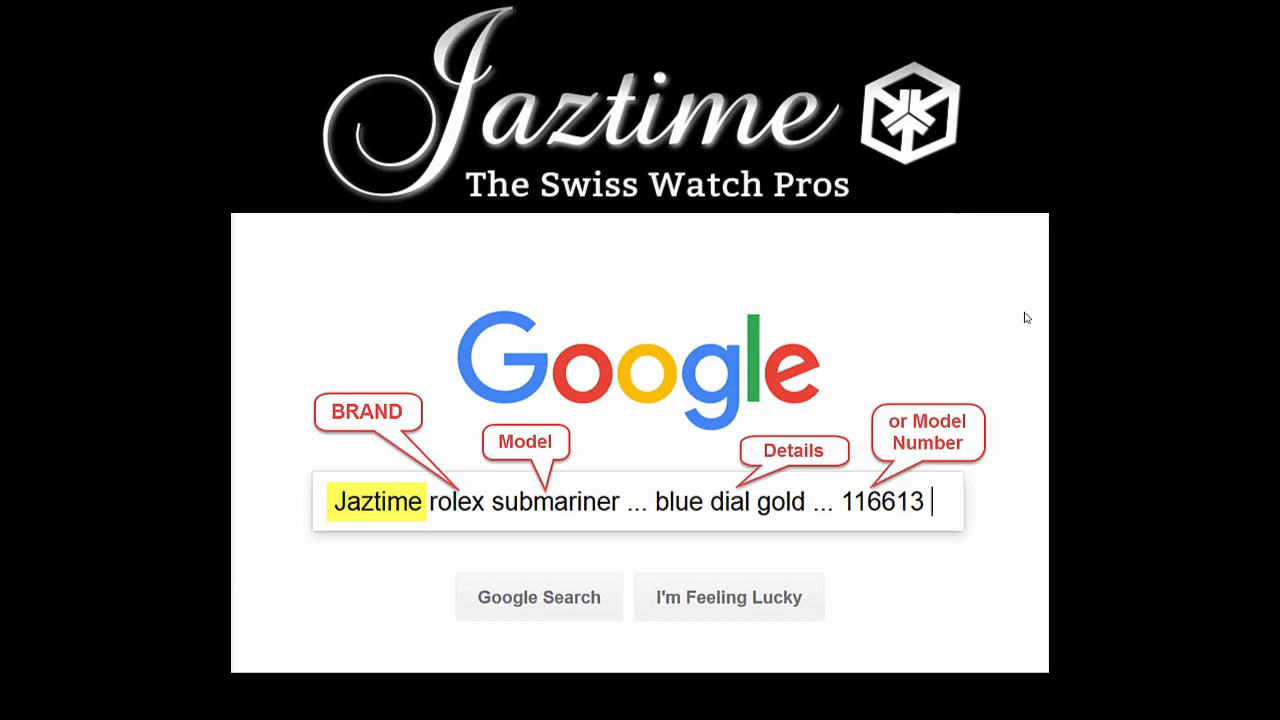 Jaztime
The Swiss Watch Pros
Google
BRAND
Model
Details
or Model
Number
Jaztime rolex submariner ... blue dial gold ... 116613
Google Search
I'm Feeling Lucky